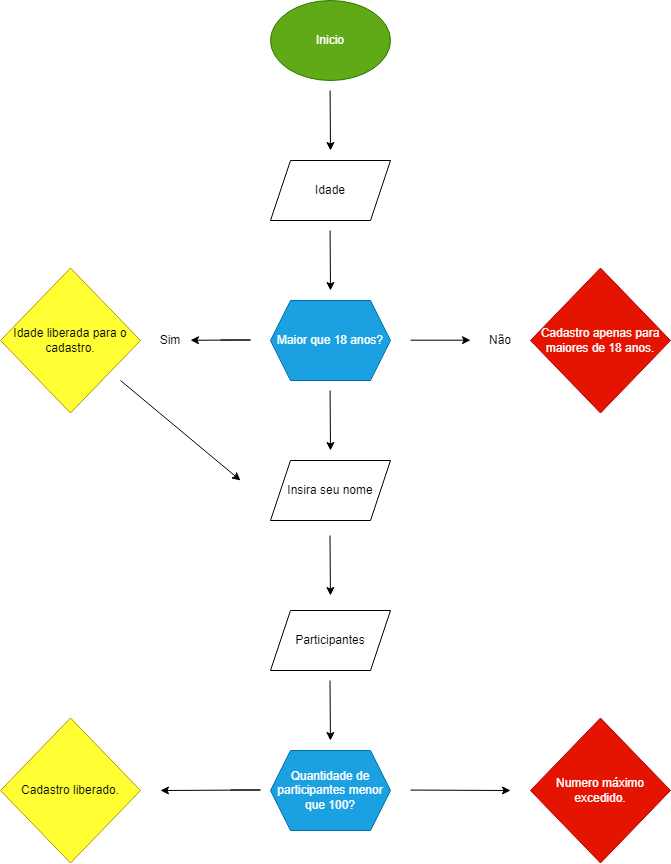 Inicio
Idade
Idade liberada para o
cadastro.
Sim
Maior que 18 anos?
Não
Cadastro apenas para
maiores de 18 anos.
Insira seu nome
Participantes
Cadastro liberado.
Quantidade de
participantes menor
que 100?
Numero máximo
excedido.